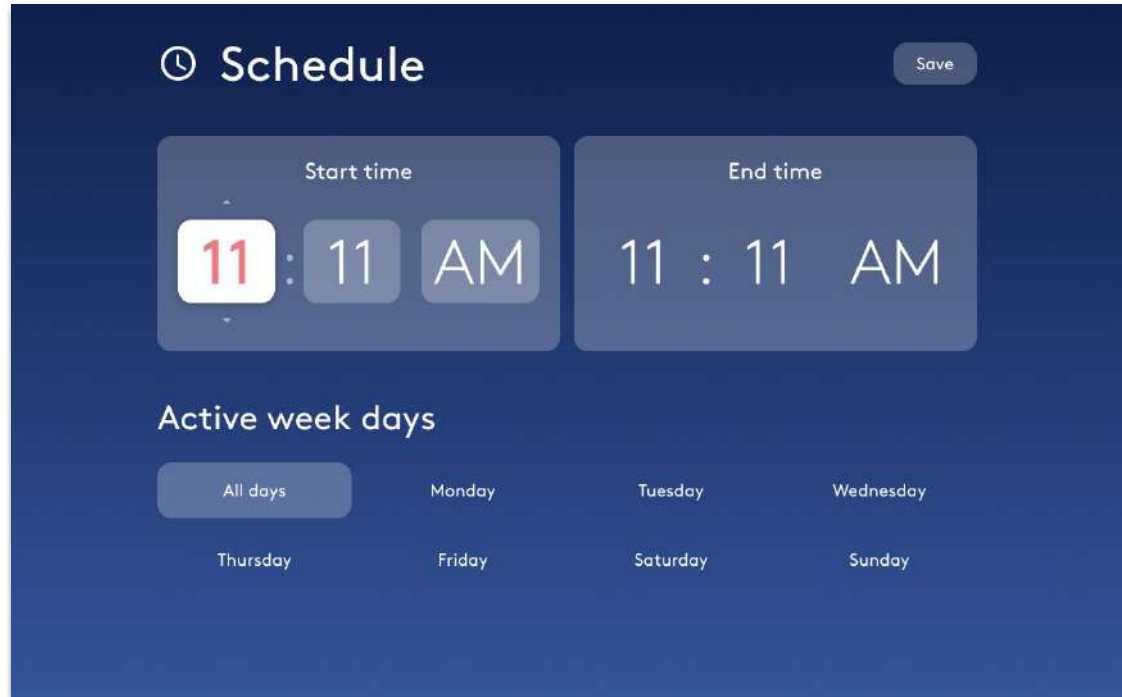 Schedule
Save
Start time
11 : 11 AM
End time
11 : 11 AM
Active week days
All days Monday Tuesday Wednesday
Thursday Friday Saturday Sunday